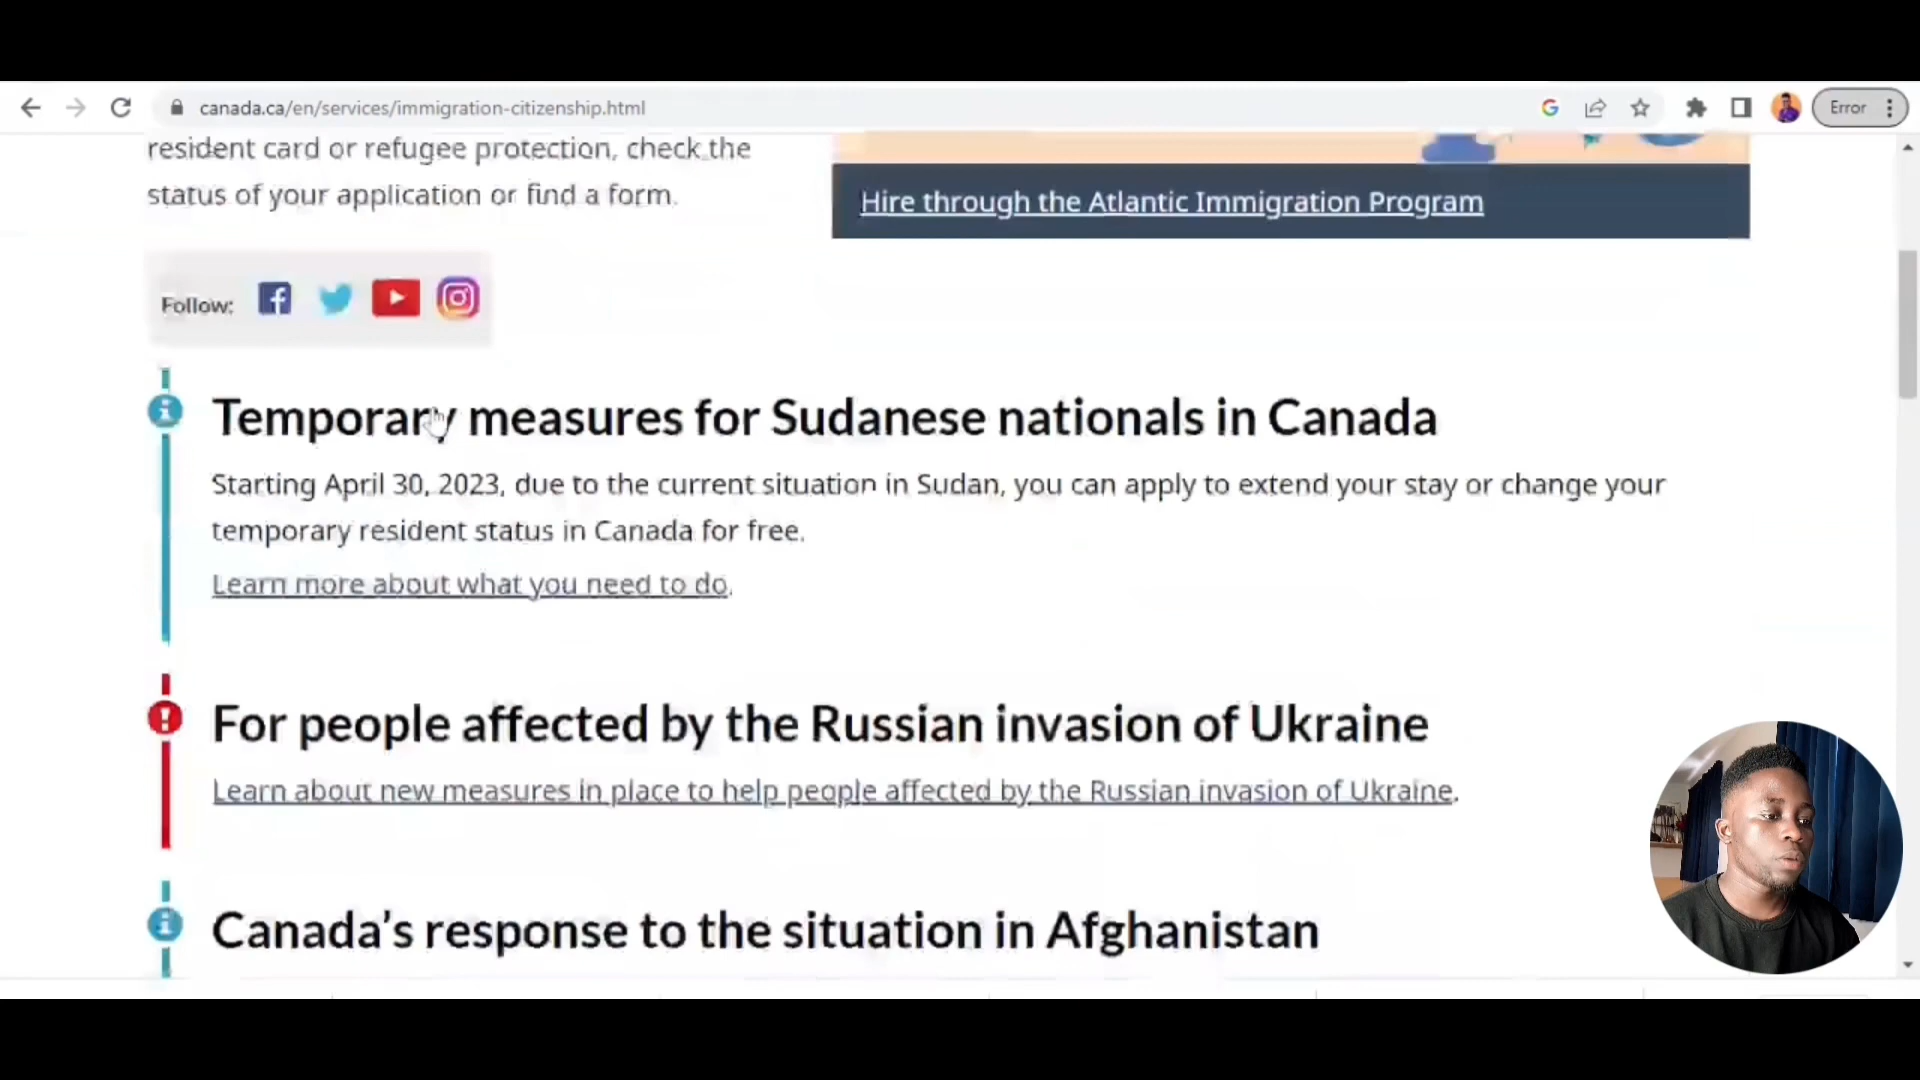 canada.ca/en/services/immigration-citizenship.html
Error
resident card or refugee protection, check the
status of your application or find a form.
Hire through the Atlantic Immigration Program
Follow:
Temporary measures for Sudanese nationals in Canada
Starting April 30, 2023, due to the current situation in Sudan, you can apply to extend your stay or change your
temporary resident status in Canada for free.
Learn more about what you need to do.
For people affected by the Russian invasion of Ukraine
Learn about new measures in place to help people affected by the Russian invasion of Ukraine.
Canada's response to the situation in Afghanistan